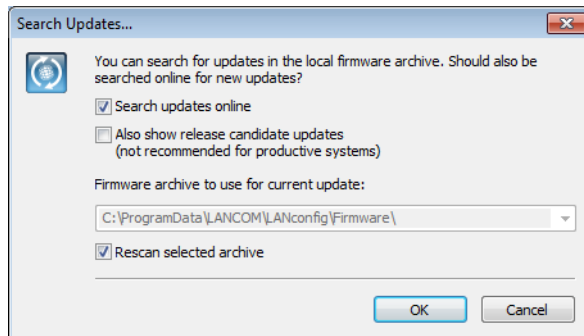 Search Updates...
You can search for updates in the local firmware archive. Should also be
searched online for new updates?
Search updates online
Also show release candidate updates
(not recommended for productive systems)
Firmware archive to use for current update:
C:\ProgramData\LANCOM\LANconfig\Firmware\
Rescan selected archive
OK Cancel